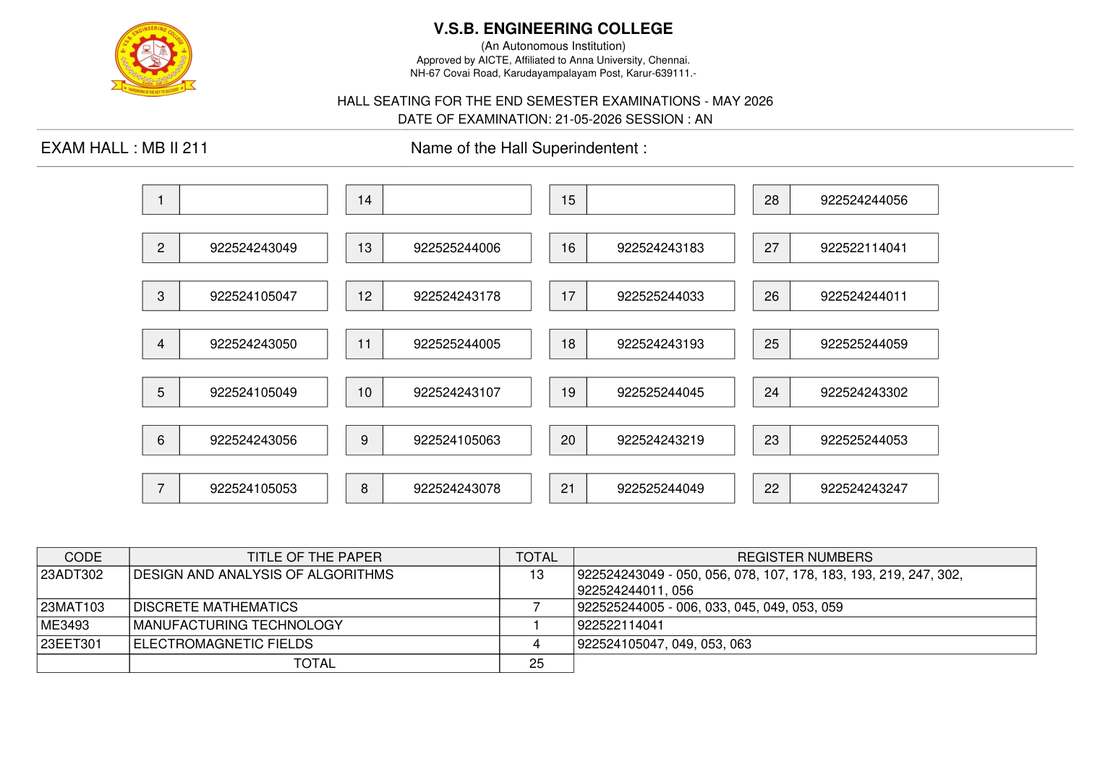 V.S.B. ENGINEERING COLLEGE
(An Autonomous Institution)
Approved by AICTE, Affiliated to Anna University, Chennai.
NH-67 Covai Road, Karudayampalayam Post, Karur-639111.-
HALL SEATING FOR THE END SEMESTER EXAMINATIONS - MAY 2026
DATE OF EXAMINATION: 21-05-2026 SESSION : AN
EXAM HALL : MB II 211 Name of the Hall Superindentent :
1 14 15 28 922524244056
2 922524243049 13 922525244006 16 922524243183 27 922522114041
3 922524105047 12 922524243178 17 922525244033 26 922524244011
4 922524243050 11 922525244005 18 922524243193 25 922525244059
5 922524105049 10 922524243107 19 922525244045 24 922524243302
6 922524243056 9 922524105063 20 922524243219 23 922525244053
7 922524105053 8 922524243078 21 922525244049 22 922524243247
CODE TITLE OF THE PAPER TOTAL REGISTER NUMBERS
23ADT302 DESIGN AND ANALYSIS OF ALGORITHMS 13 922524243049 - 050, 056, 078, 107, 178, 183, 193, 219, 247, 302,
922524244011, 056
23MAT103 DISCRETE MATHEMATICS 7 922525244005 - 006, 033, 045, 049, 053, 059
ME3493 MANUFACTURING TECHNOLOGY 1 922522114041
23EET301 ELECTROMAGNETIC FIELDS 4 922524105047, 049, 053, 063
TOTAL 25